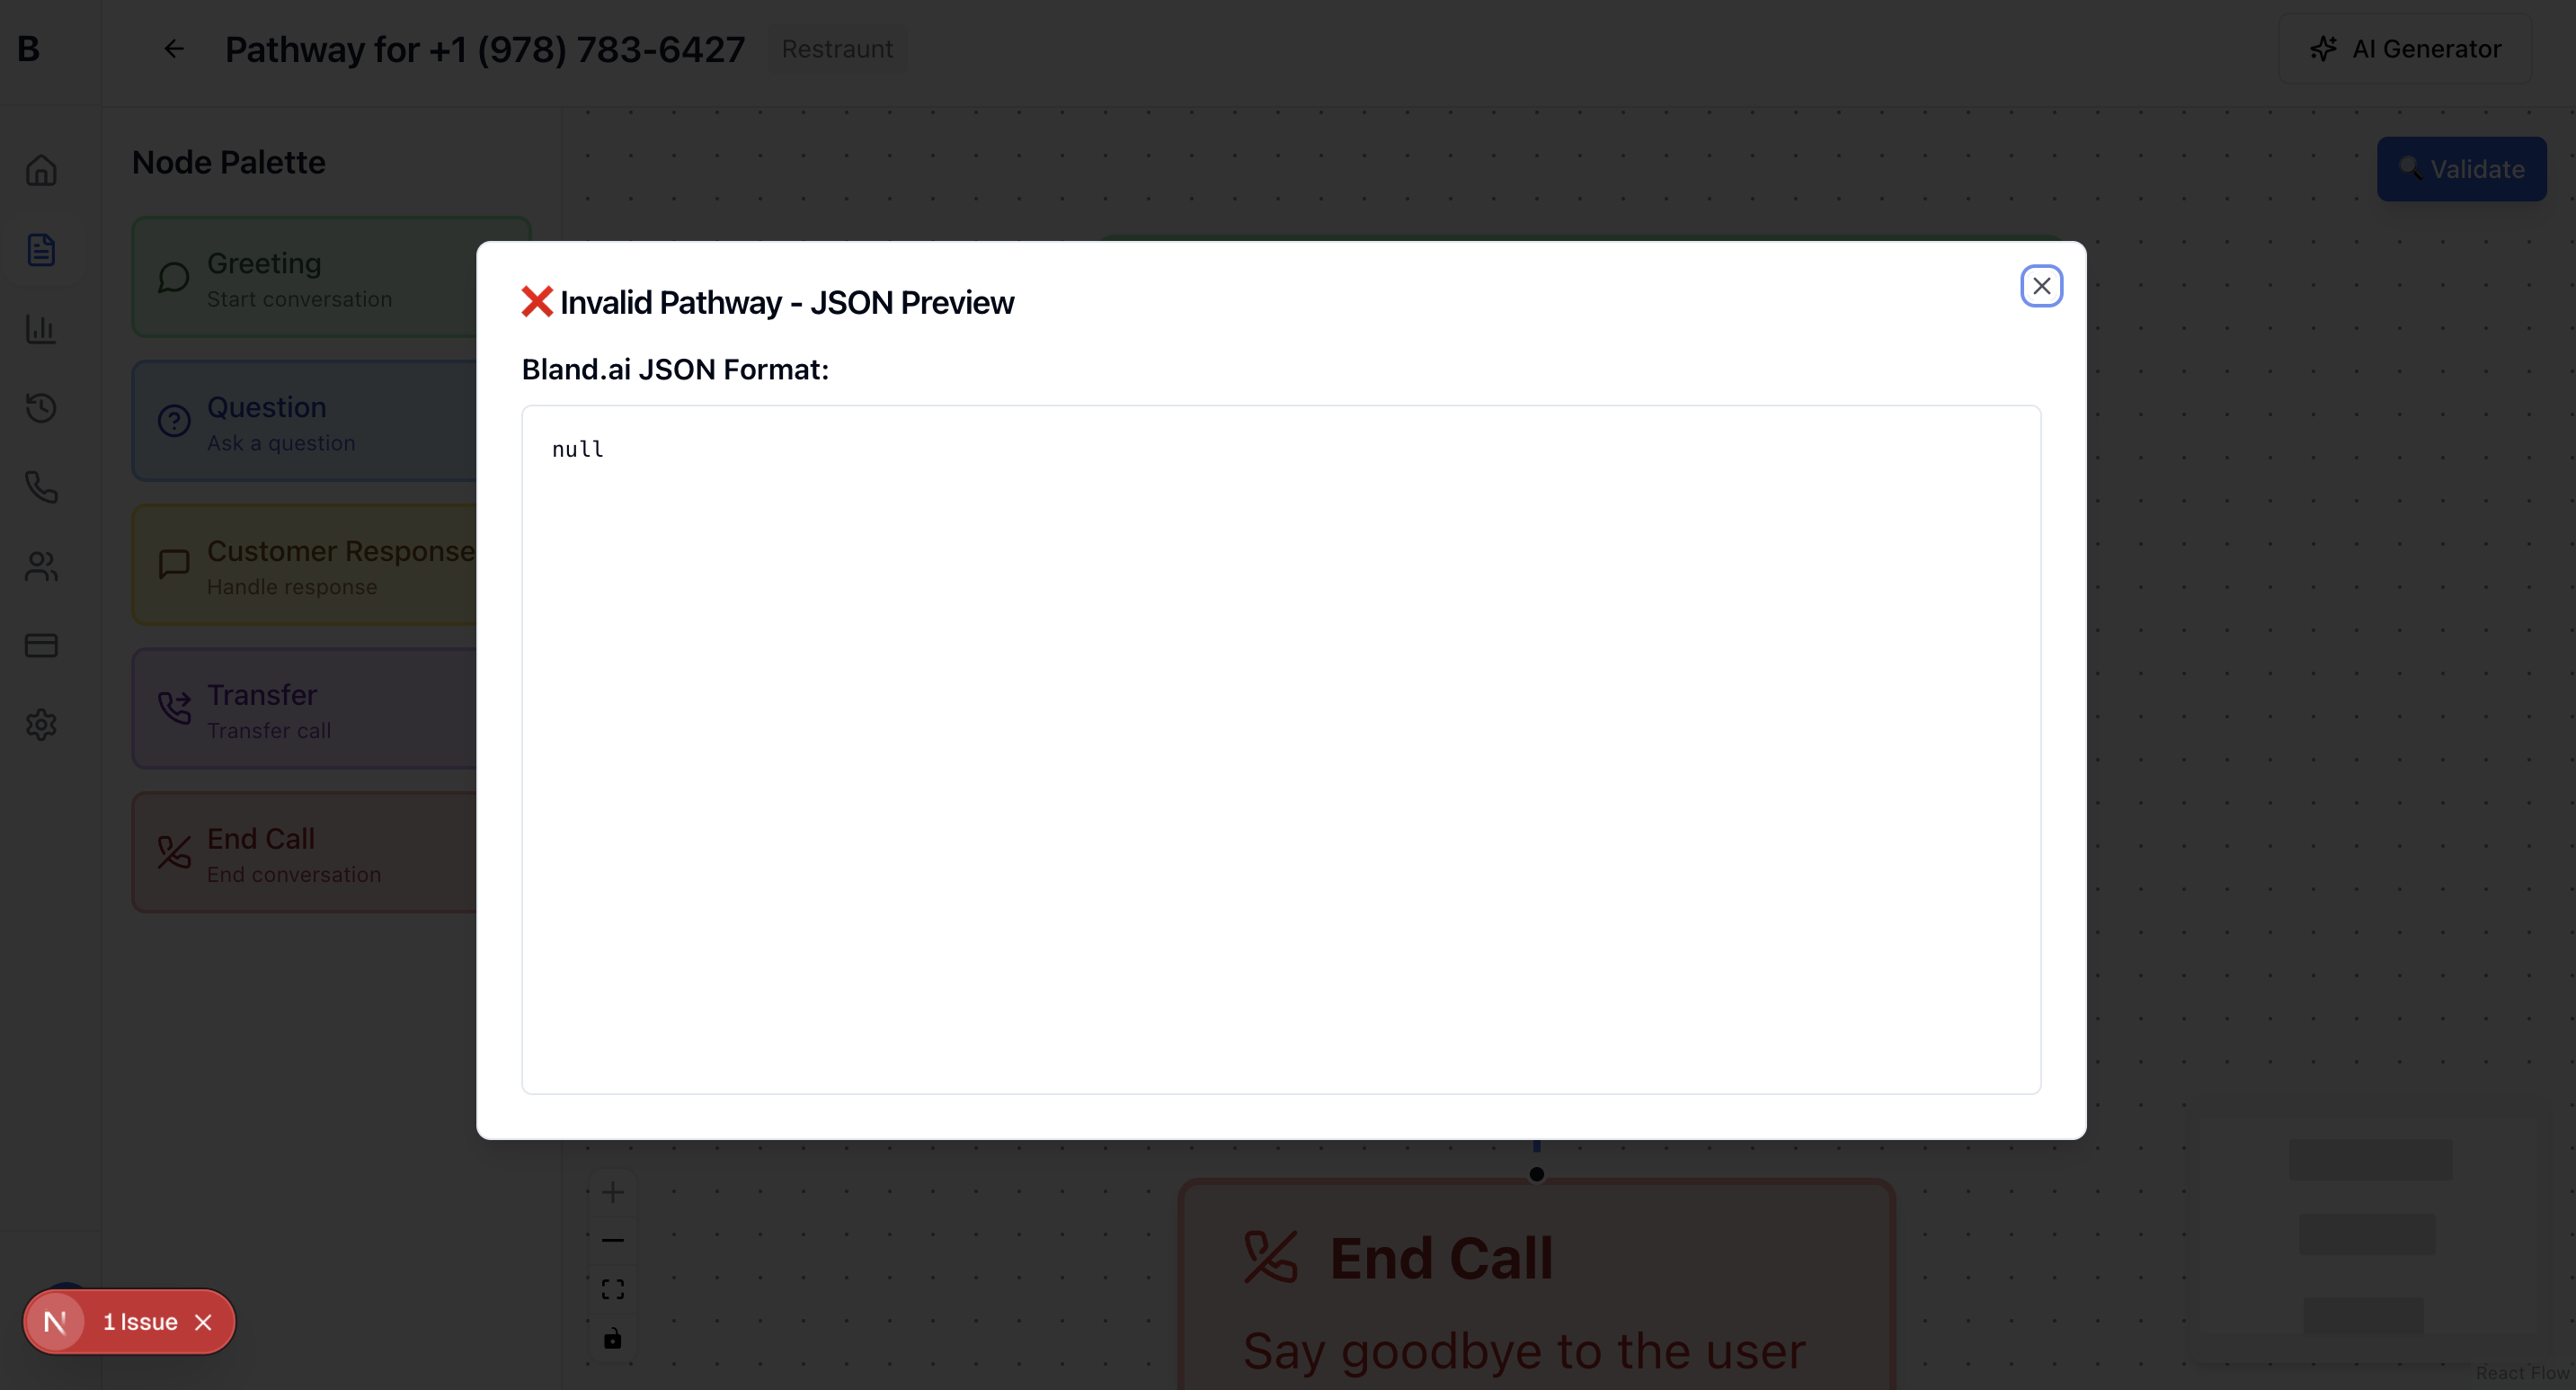 B
Pathway for +1 (978) 783-6427
Restraunt
AI Generator
Node Palette
Validate
Greeting
Start conversation
Question
Ask a question
Customer Response
Handle response
Transfer
Transfer call
End Call
End conversation
Invalid Pathway - JSON Preview
Bland.ai JSON Format:
null
End Call
Say goodbye to the user
N
1 Issue
React Flow